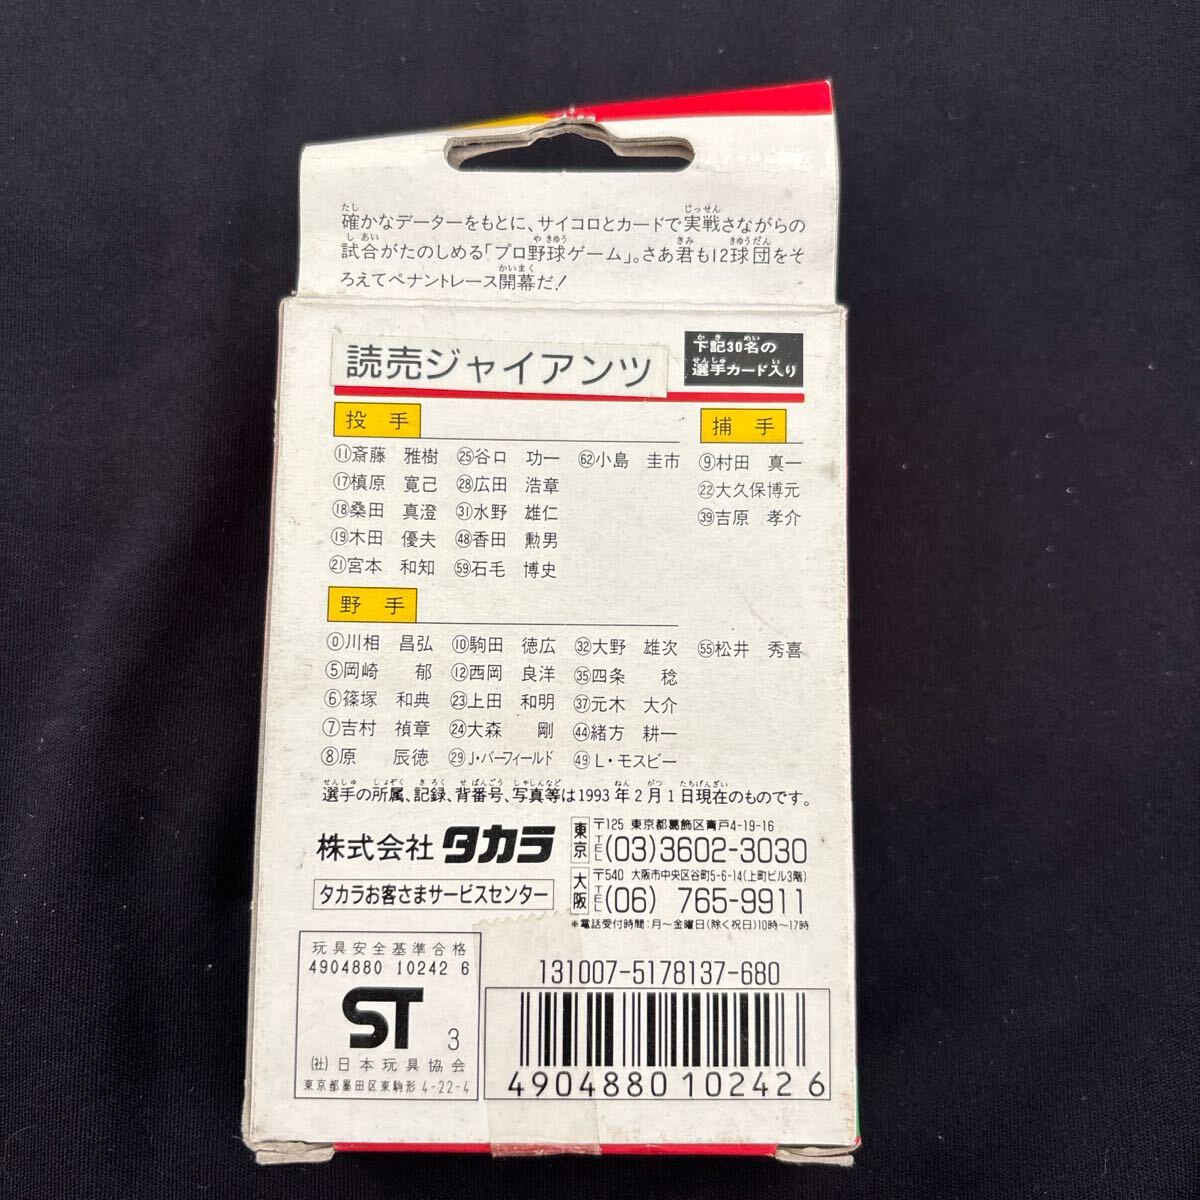 確かなデーターをもとに、サイコロとカードで実戦さながらの
試合がたのしめる「プロ野球ゲーム」。さあ君も12球団をそ
ろえてペナントレース開幕だ!
読売ジャイアンツ
下記30名の
選手カード入り
投手
⑪斎藤 雅樹 ㉕谷口 功一 62小島 圭市
⑰槙原 寛己 ㉘広田 浩章
⑱桑田 真澄 ㉛水野 雄仁
⑲木田 優夫 ㊽香田 勲男
㉑宮本 和知 59石毛 博史
捕手
⑨村田 真一
㉒大久保博元
㊴吉原 孝介
野手
⓪川相 昌弘 ⑩駒田 徳広 ㉜大野 雄次 55松井 秀喜
⑤岡崎 郁 ⑫西岡 良洋 ㉟四条 稔
⑥篠塚 和典 ㉓上田 和明 ㊲元木 大介
⑦吉村 禎章 ㉔大森 剛 ㊹緒方 耕一
⑧原 辰徳 ㉙J・バーフィールド ㊾L・モスビー
選手の所属、記録、背番号、写真等は1993年2月1日現在のものです。
株式会社 タカラ
タカラお客さまサービスセンター
東京 〒125 東京都葛飾区青戸4-19-16
TEL (03)3602-3030
大阪 〒540 大阪市中央区谷町5-6-14(上町ビル3階)
TEL (06) 765-9911
*電話受付時間:月〜金曜日(除く祝日)10時〜17時
玩具安全基準合格
4904880 10242 6
ST 3
(社)日本玩具協会
東京都墨田区東駒形4-22-4
131007-5178137-680
4904880102426